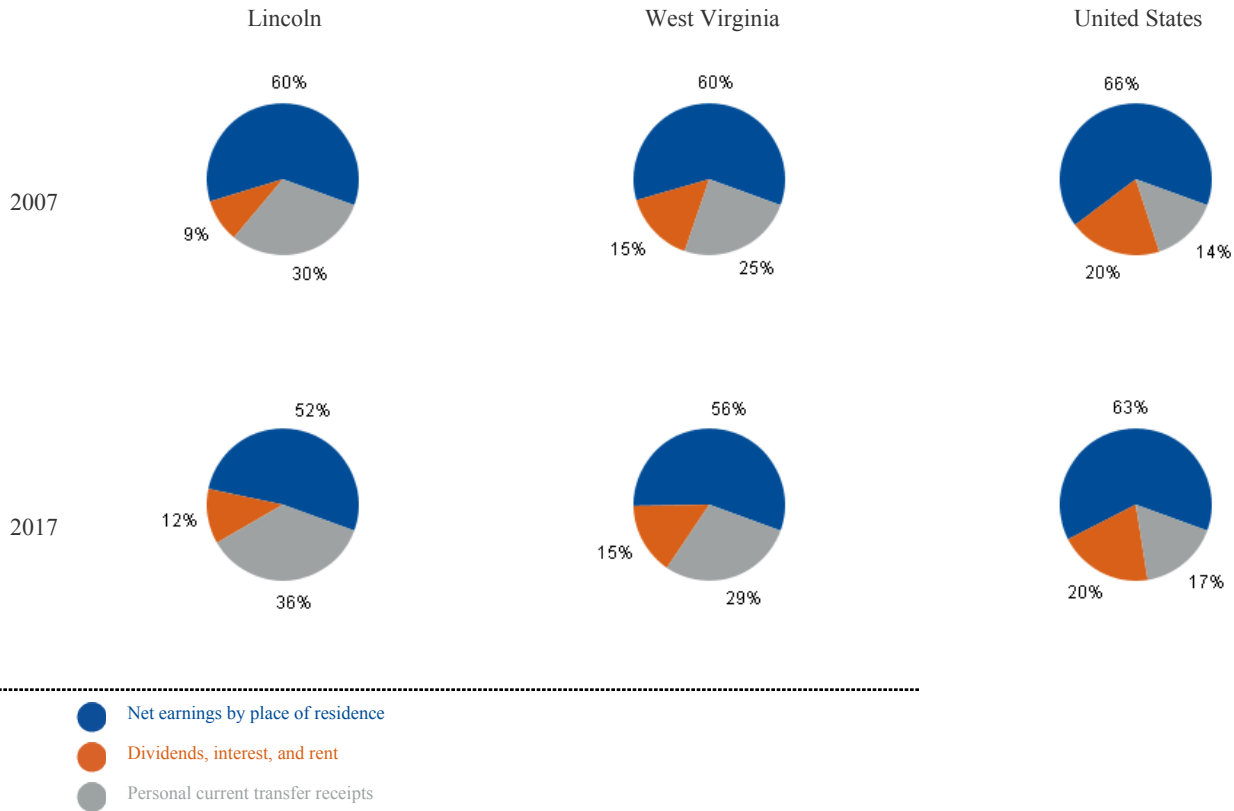 Lincoln West Virginia United States
60% 60% 66%
2007
9% 15% 14%
30% 25% 20%
52% 56% 63%
2017
12% 15% 20% 17%
36% 29%
Net earnings by place of residence
Dividends, interest, and rent
Personal current transfer receipts